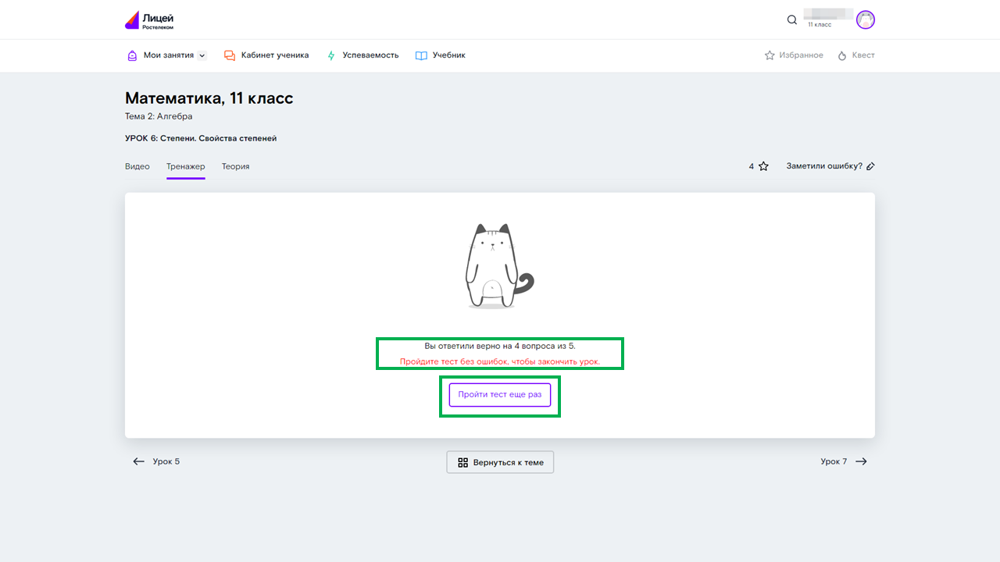 Лицей
Ростелеком
11 класс
Мои занятия
Кабинет ученика
Успеваемость
Учебник
Избранное
Квест
Математика, 11 класс
Тема 2: Алгебра
УРОК 6: Степени. Свойства степеней
Видео
Тренажер
Теория
4
Заметили ошибку?
Вы ответили верно на 4 вопроса из 5.
Пройдите тест без ошибок, чтобы закончить урок.
Пройти тест еще раз
Урок 5
Вернуться к теме
Урок 7